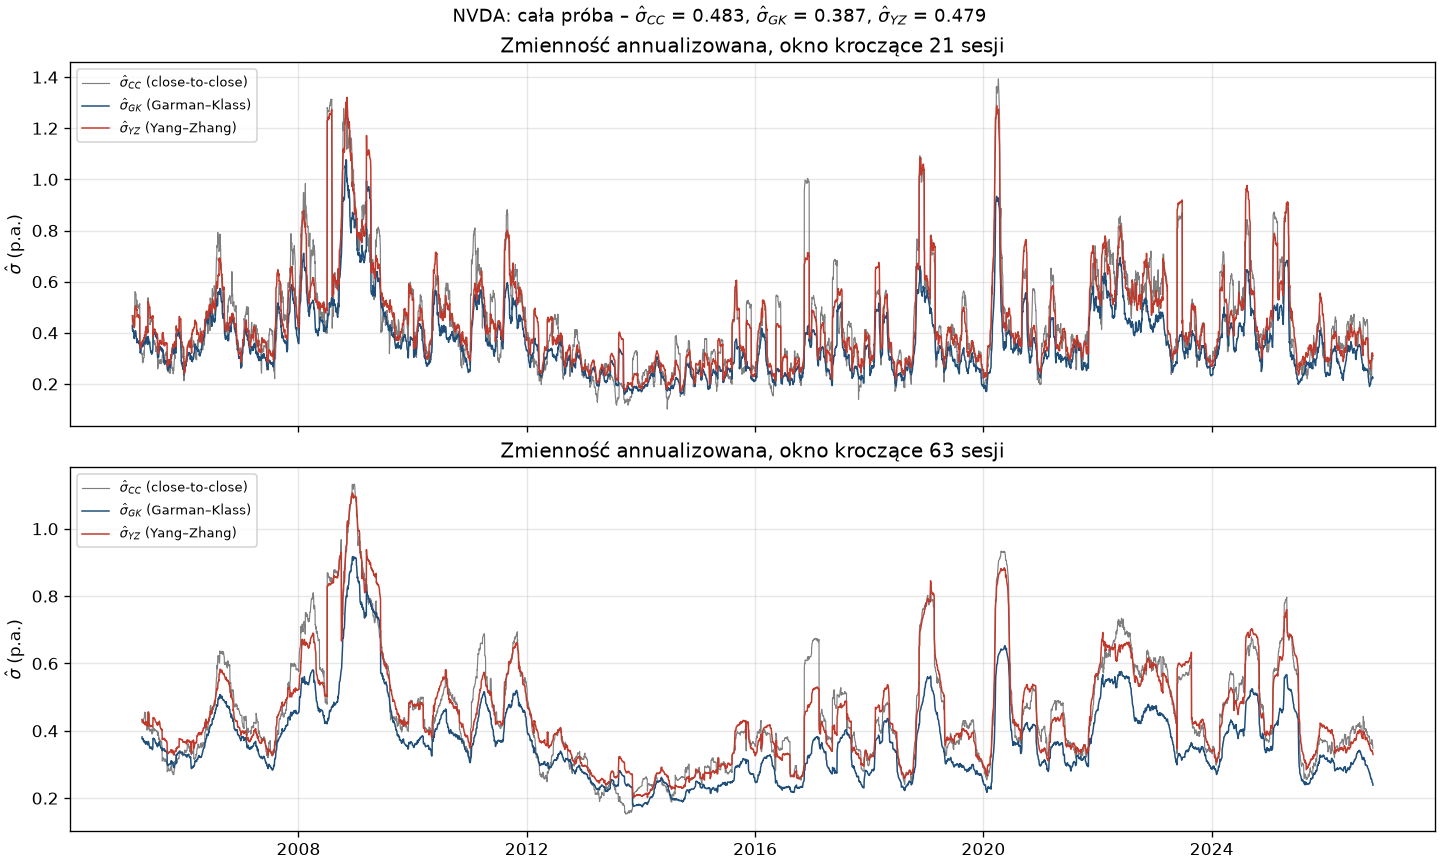 NVDA: cała próba – σ̂CC = 0.483, σ̂GK = 0.387, σ̂YZ = 0.479
Zmienność annualizowana, okno kroczące 21 sesji
σ̂ (p.a.)
1.4
1.2
1.0
0.8
0.6
0.4
0.2
σ̂CC (close-to-close)
σ̂GK (Garman–Klass)
σ̂YZ (Yang–Zhang)
Zmienność annualizowana, okno kroczące 63 sesji
σ̂ (p.a.)
1.0
0.8
0.6
0.4
0.2
σ̂CC (close-to-close)
σ̂GK (Garman–Klass)
σ̂YZ (Yang–Zhang)
2008 2012 2016 2020 2024